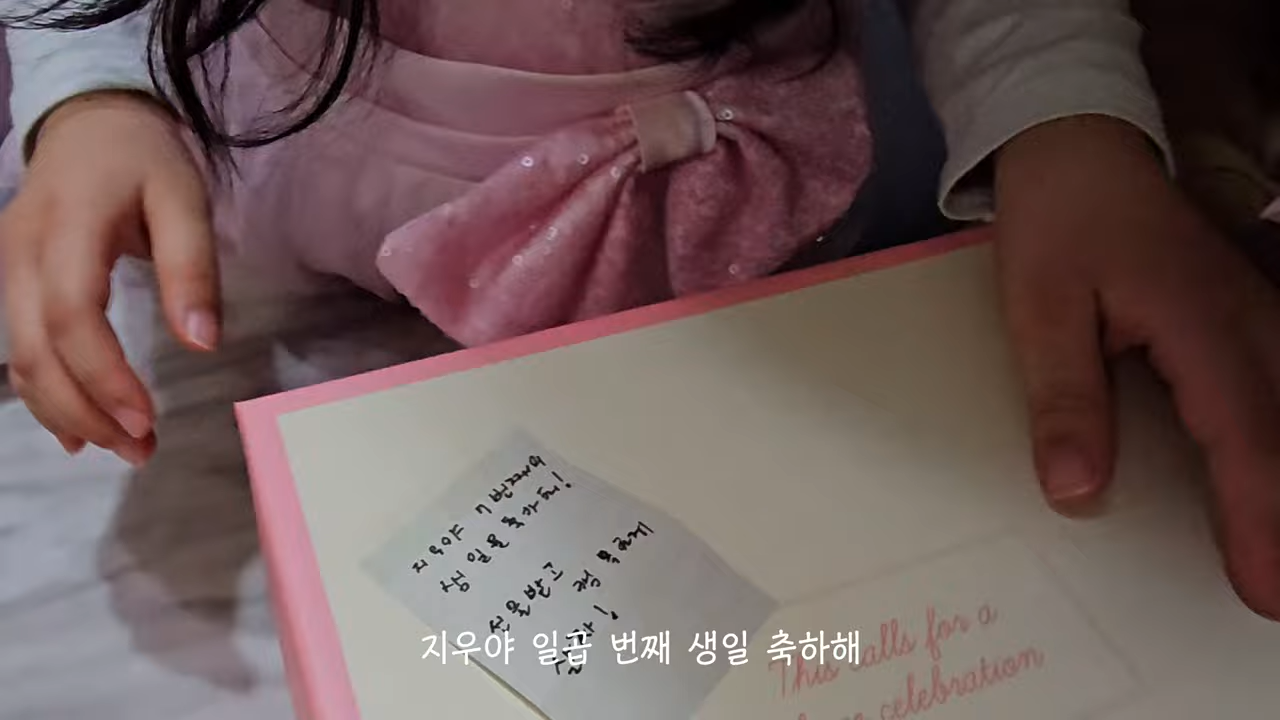 지우야 7번째의
생일을 축하해!
선물받고
지우야 일곱 번째 생일 축하해
This calls for a
celebration